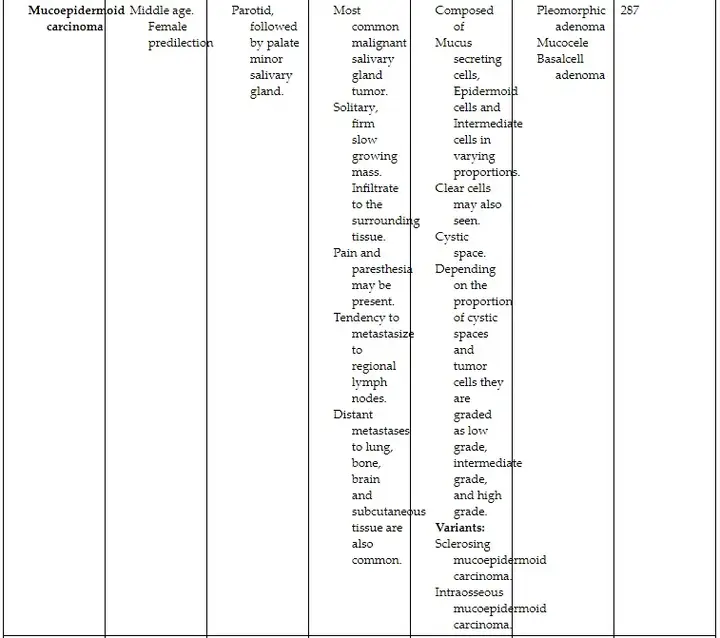 Mucoepidermoid
carcinoma
Middle age.
Female
predilection
Parotid,
followed
by palate
minor
salivary
gland.
Most
common
malignant
salivary
gland
tumor.
Solitary,
firm
slow
growing
mass.
Infiltrate
to the
surrounding
tissue.
Pain and
paresthesia
may be
present.
Tendency to
metastasize
to
regional
lymph
nodes.
Distant
metastases
to lung,
bone,
brain
and
subcutaneous
tissue are
also
common.
Composed
of
Mucus
secreting
cells,
Epidermoid
cells and
Intermediate
cells in
varying
proportions.
Clear cells
may also
seen.
Cystic
space.
Depending
on the
proportion
of cystic
spaces
and
tumor
cells they
are
graded
as low
grade,
intermediate
grade,
and high
grade.
Variants:
Sclerosing
mucoepidermoid
carcinoma.
Intraosseous
mucoepidermoid
carcinoma.
Pleomorphic
adenoma
Mucocele
Basalcell
adenoma
287